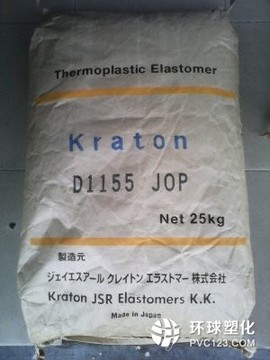 Thermoplastic Elastomer
Kraton
D1155 JOP
Net 25kg
製造元
ジェイエスアール クレイトン エラストマー 株式会社
Kraton JSR Elastomers K.K.
Made in Japan
环球塑化
PVC123.COM